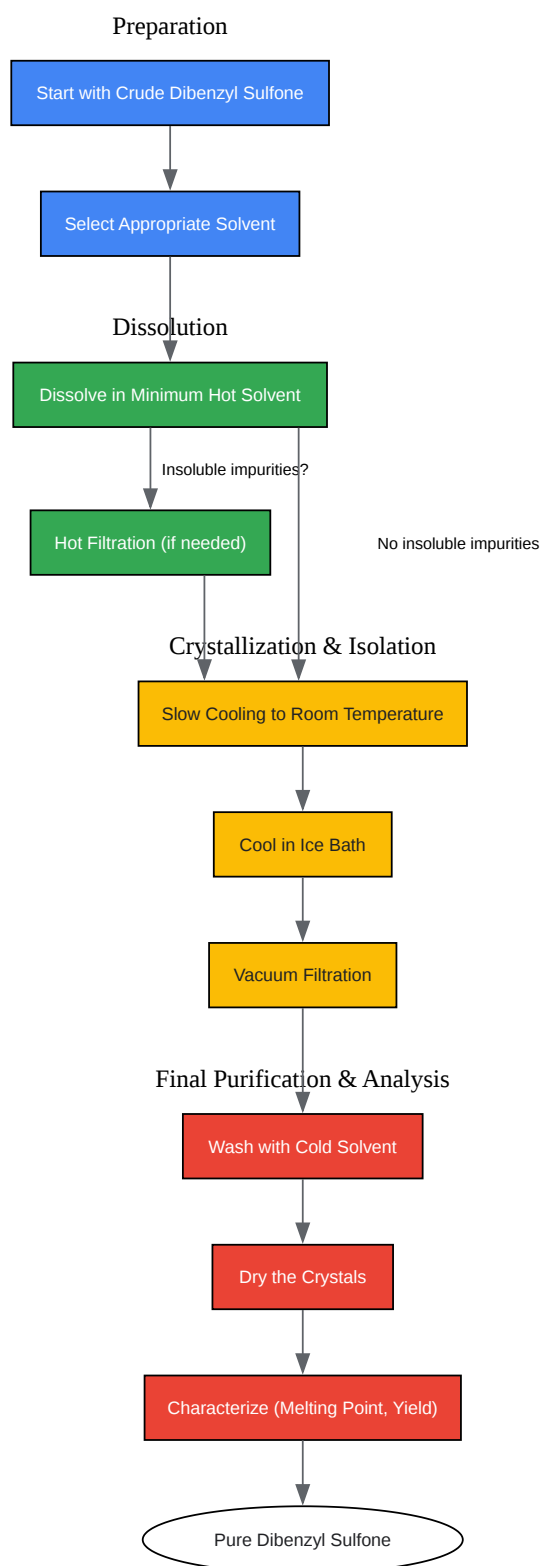 Preparation
Start with Crude Dibenzyl Sulfone
Select Appropriate Solvent
Dissolution
Dissolve in Minimum Hot Solvent
Insoluble impurities?
Hot Filtration (if needed)
No insoluble impurities
Crystallization & Isolation
Slow Cooling to Room Temperature
Cool in Ice Bath
Vacuum Filtration
Final Purification & Analysis
Wash with Cold Solvent
Dry the Crystals
Characterize (Melting Point, Yield)
Pure Dibenzyl Sulfone